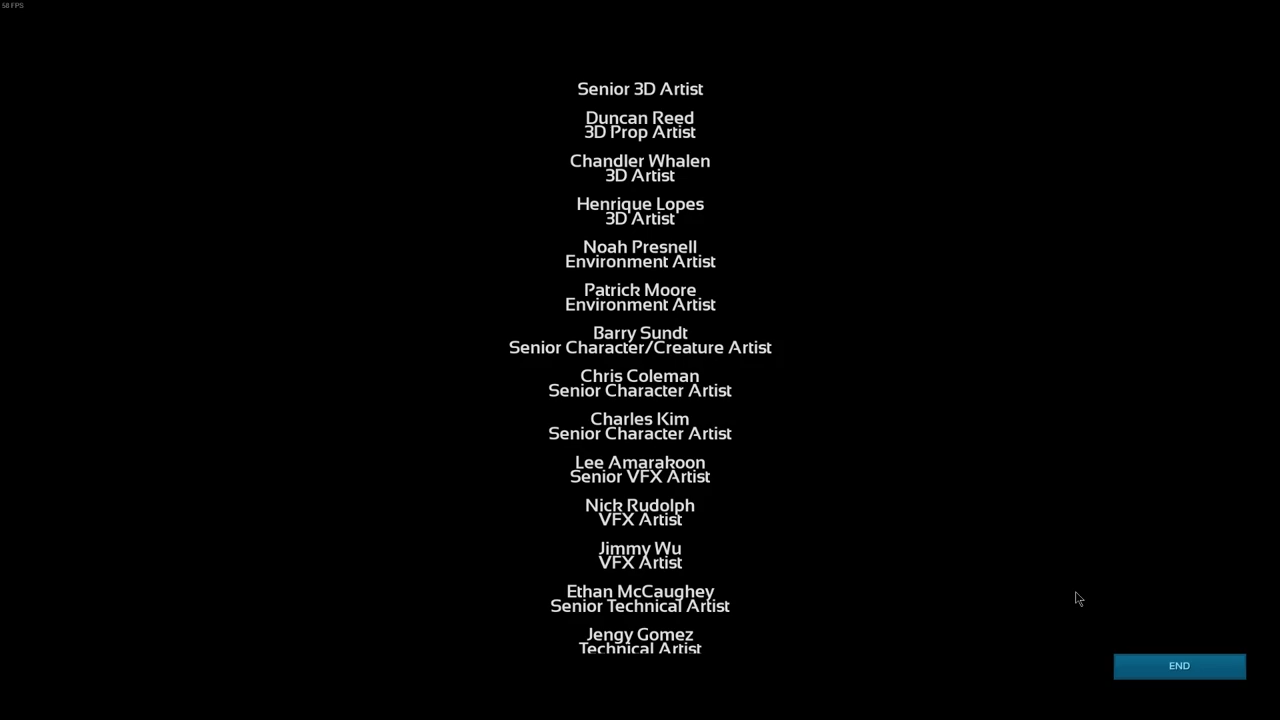 58 FPS
Senior 3D Artist
Duncan Reed
3D Prop Artist
Chandler Whalen
3D Artist
Henrique Lopes
3D Artist
Noah Presnell
Environment Artist
Patrick Moore
Environment Artist
Barry Sundt
Senior Character/Creature Artist
Chris Coleman
Senior Character Artist
Charles Kim
Senior Character Artist
Lee Amarakoon
Senior VFX Artist
Nick Rudolph
VFX Artist
Jimmy Wu
VFX Artist
Ethan McCaughey
Senior Technical Artist
Jengy Gomez
Technical Artist
END